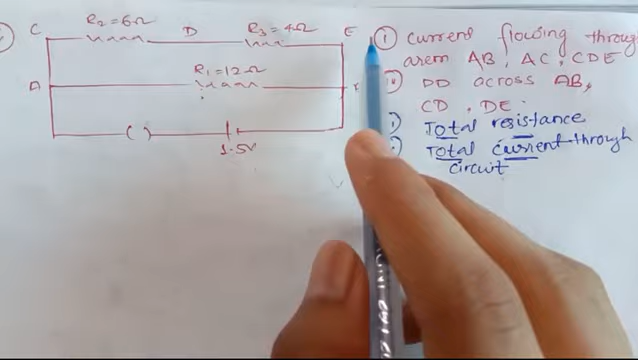 C R₂ = 6Ω D R₃ = 4Ω E
A R₁ = 12Ω
( )
1.5V
(i) Current flowing through
arem AB, AC, CDE
PD across AB,
CD, DE.
Total resistance
Total current through
circuit